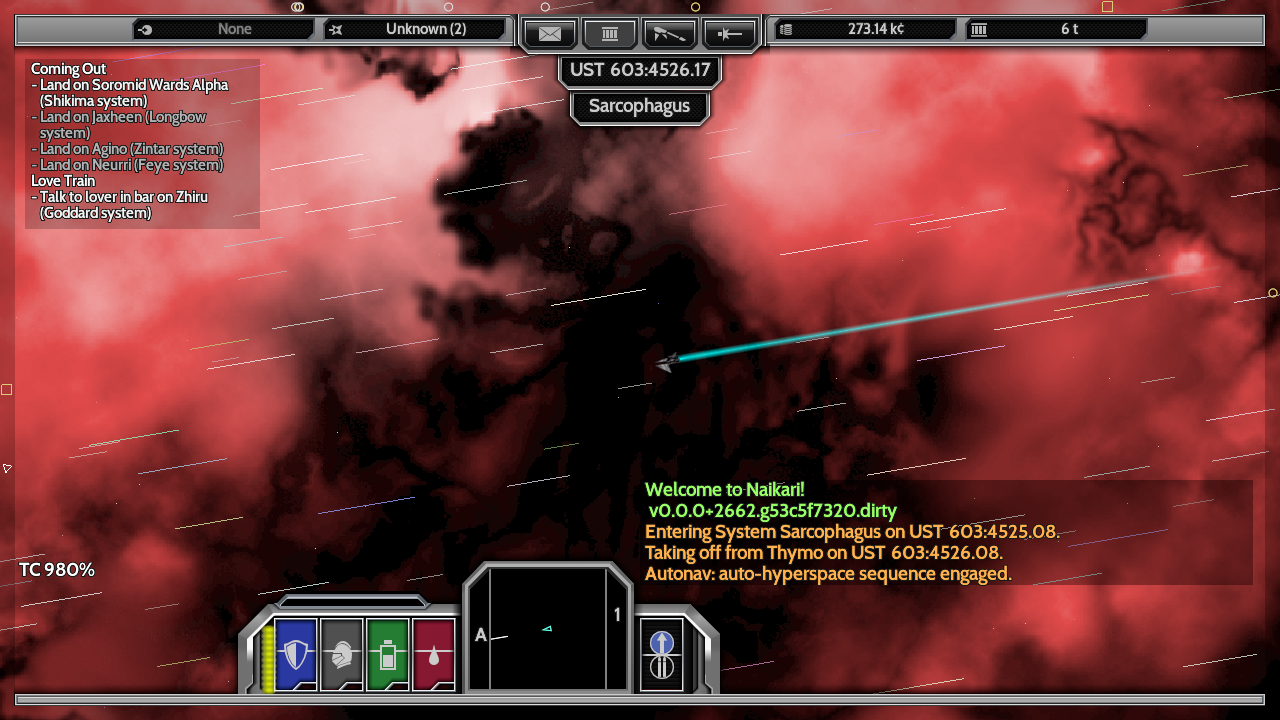 None
Unknown (2)
273.14 k¢
6 t
UST 603:4526.17
Sarcophagus
Coming Out
- Land on Soromid Wards Alpha
(Shikima system)
- Land on Jaxheen (Longbow
system)
- Land on Agino (Zintar system)
- Land on Neurri (Feye system)
Love Train
- Talk to lover in bar on Zhiru
(Goddard system)
Welcome to Naikari!
v0.0.0+2662.g53c5f7320.dirty
Entering System Sarcophagus on UST 603:4525.08.
Taking off from Thymo on UST 603:4526.08.
Autonav: auto-hyperspace sequence engaged.
TC 980%
A
1